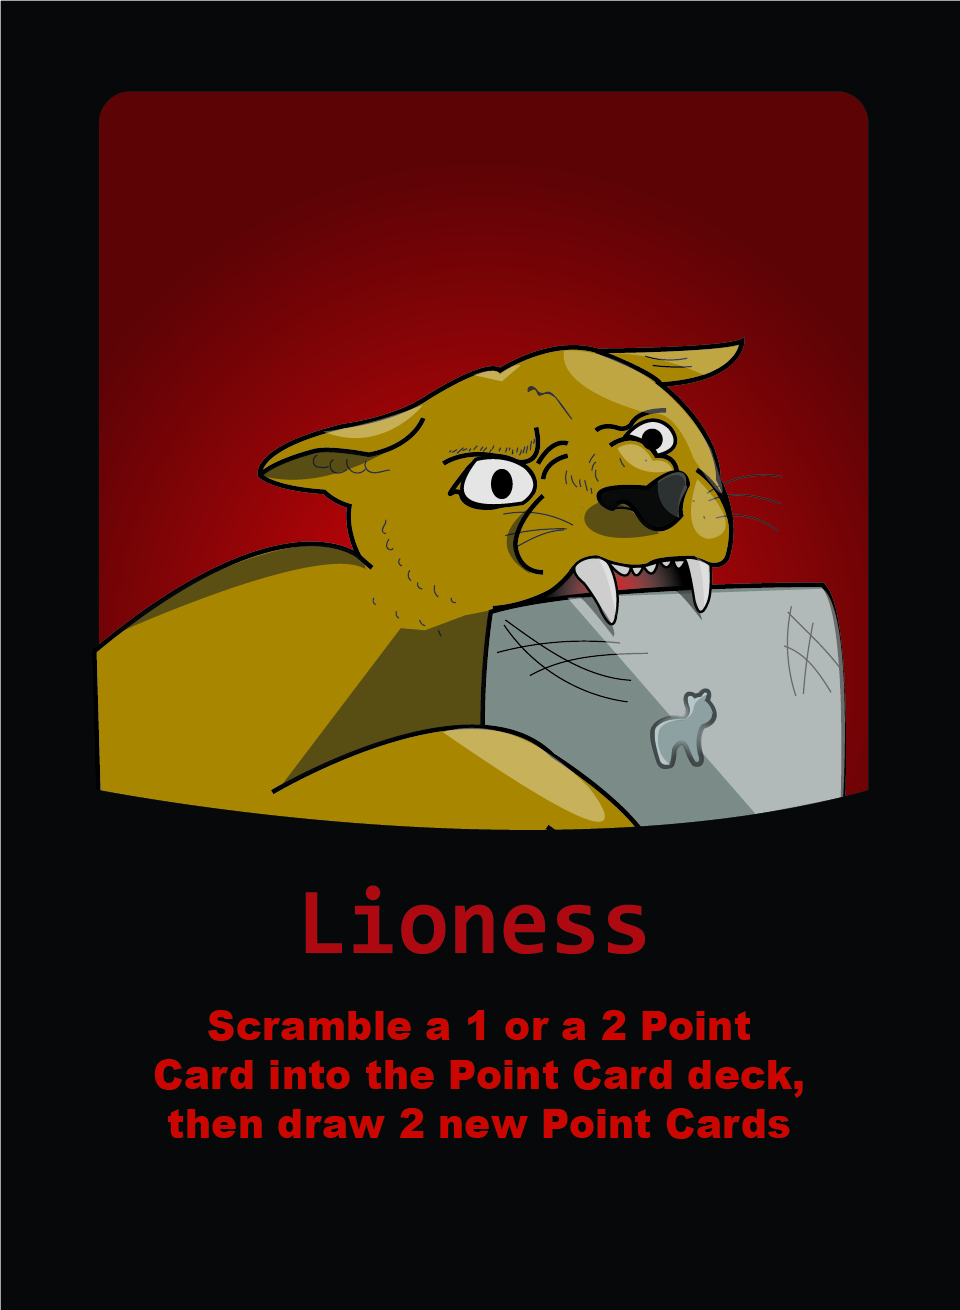 Lioness
Scramble a 1 or a 2 Point
Card into the Point Card deck,
then draw 2 new Point Cards